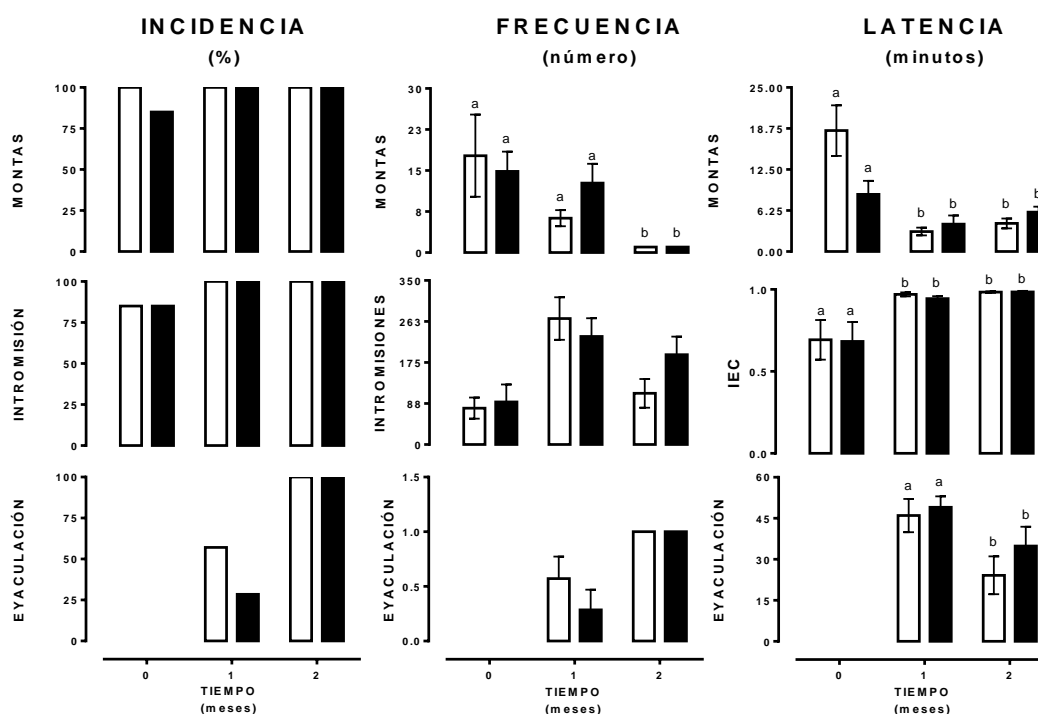 INCIDENCIA
(%)
FRECUENCIA
(número)
LATENCIA
(minutos)
MONTAS
100
75
50
25
0
MONTAS
30
23
15
8
0
a
a
a
a
b
b
MONTAS
25.00
18.75
12.50
6.25
0.00
a
a
b
b
b
b
INTROMISIÓN
100
75
50
25
0
INTROMISIONES
350
263
175
88
0
IEC
1.0
0.5
0.0
a
a
b
b
b
b
EYACULACIÓN
100
75
50
25
0
EYACULACIÓN
1.5
1.0
0.5
0.0
EYACULACIÓN
60
45
30
15
0
a
a
b
b
0 1 2
TIEMPO
(meses)
0 1 2
TIEMPO
(meses)
0 1 2
TIEMPO
(meses)